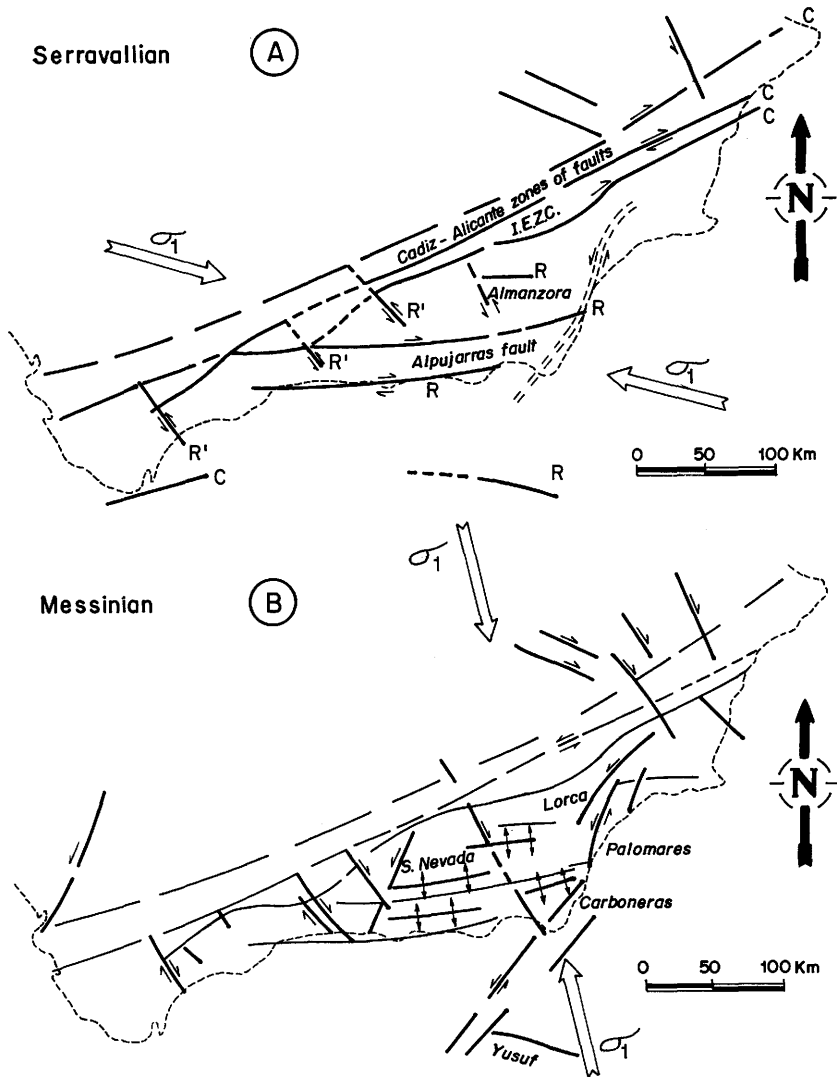 Serravallian
A
C
C
C
N
Cadiz-Alicante zones of faults
I.E.Z.C.
σ1
R
Almanzora
R'
R
R'
Alpujarras fault
σ1
R
R'
C
R
0 50 100 Km
σ1
Messinian
B
N
Lorca
S. Nevada
Palomares
Carboneras
0 50 100 Km
σ1
Yusuf